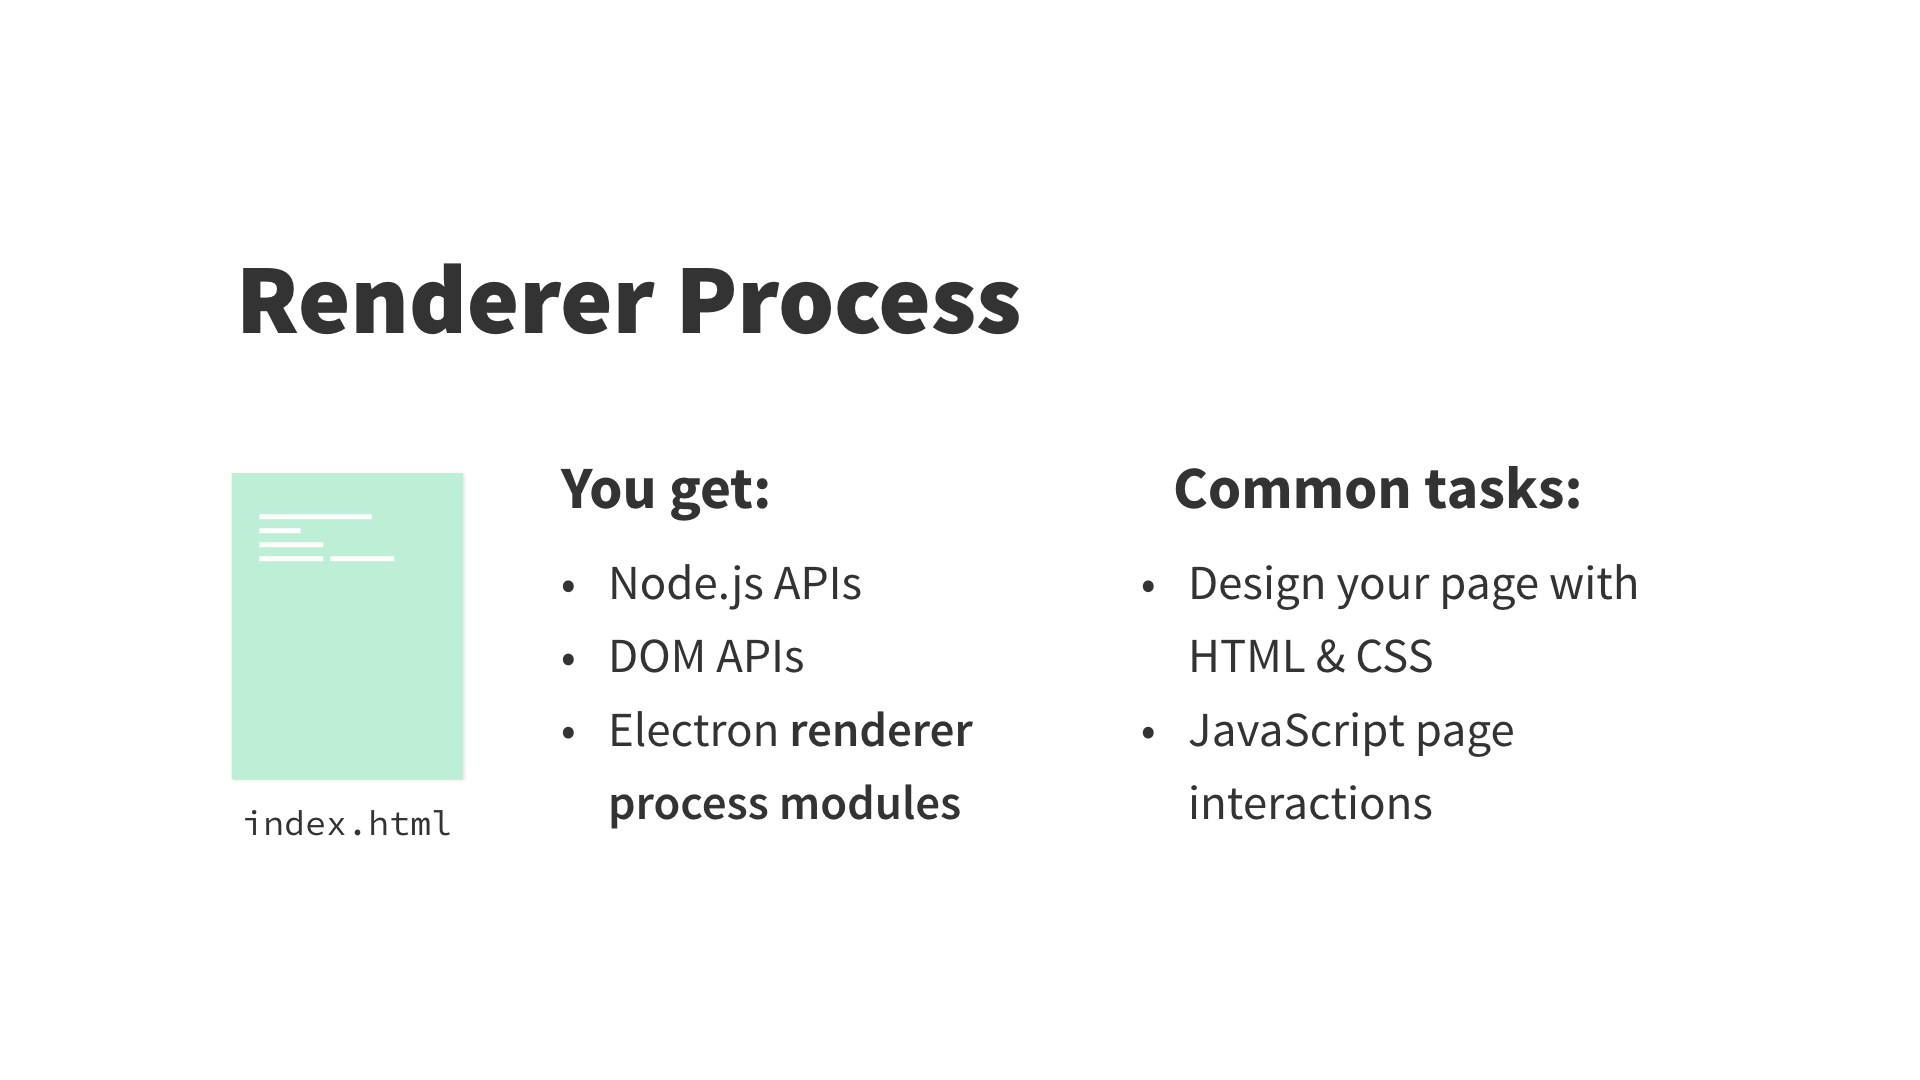 Renderer Process
index.html
You get:
• Node.js APIs
• DOM APIs
• Electron renderer
process modules
Common tasks:
• Design your page with
HTML & CSS
• JavaScript page
interactions